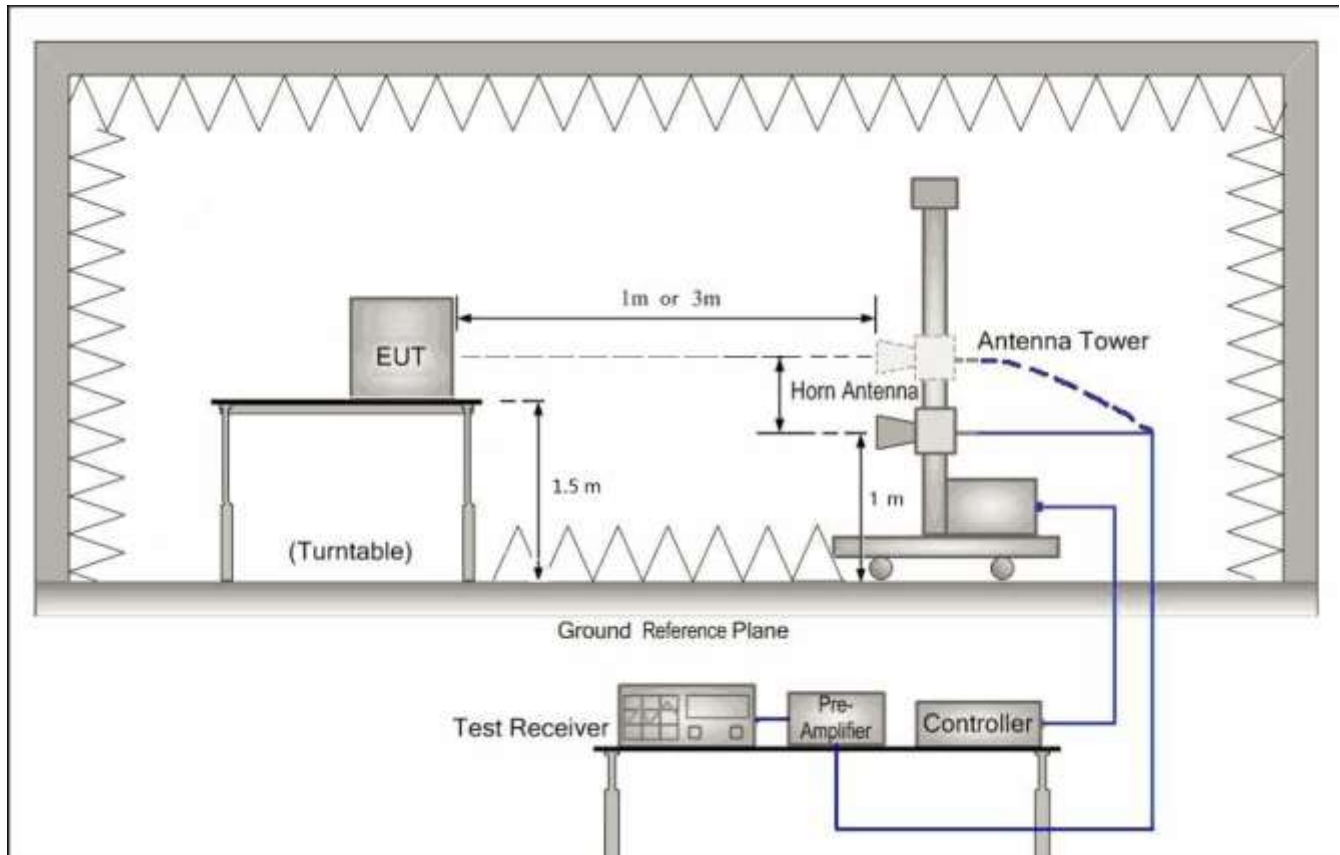 1m or 3m
EUT
Antenna Tower
Horn Antenna
1.5 m
1 m
(Turntable)
Ground Reference Plane
Test Receiver
Pre-
Amplifier
Controller